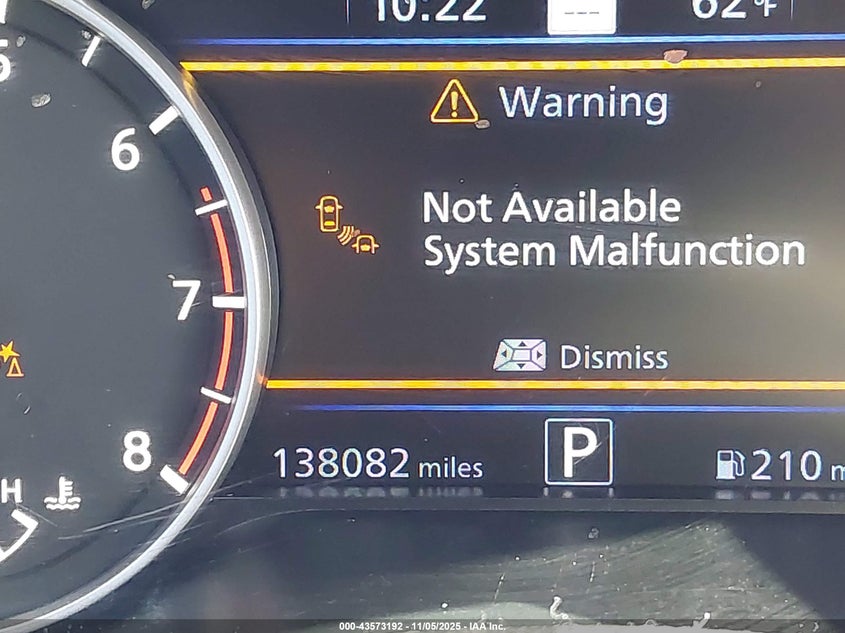 10:22
62°F
6
Warning
Not Available
System Malfunction
7
Dismiss
8
138082 miles
P
210 m
H
000-43573192 - 11/05/2025 - IAA Inc.